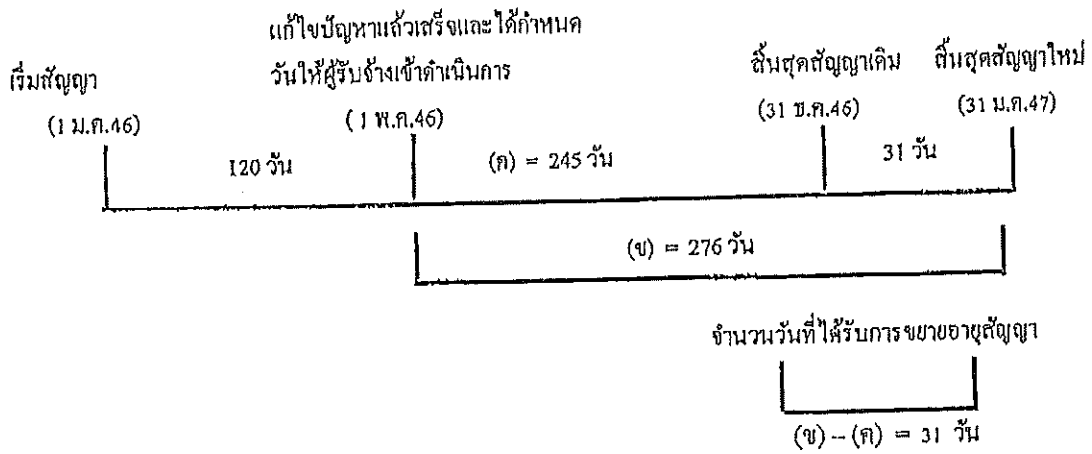 แก้ไขปัญหาแล้วเสร็จและได้กำหนด
วันให้ผู้รับจ้างเข้าดำเนินการ
เริ่มสัญญา
สิ้นสุดสัญญาเดิม
สิ้นสุดสัญญาใหม่
(1 ม.ค.46)
(1 พ.ค.46)
(31 ธ.ค.46)
(31 ม.ค.47)
120 วัน
(ค) = 245 วัน
31 วัน
(ข) = 276 วัน
จำนวนวันที่ได้รับการขยายอายุสัญญา
(ข) – (ค) = 31 วัน